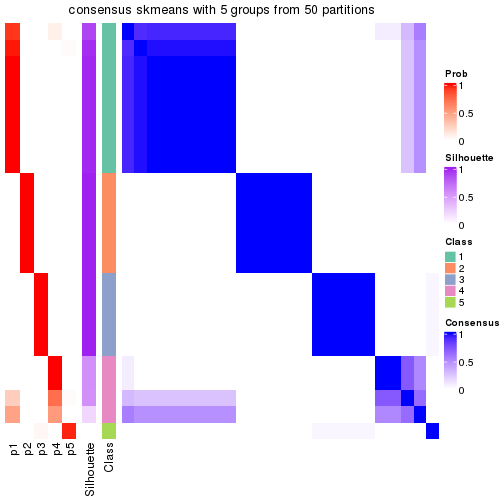 consensus skmeans with 5 groups from 50 partitions
Prob
1
0.5
0
Silhouette
1
0.5
0
Class
1
2
3
4
5
Consensus
1
0.5
0
p1
p2
p3
p4
p5
Silhouette
Class